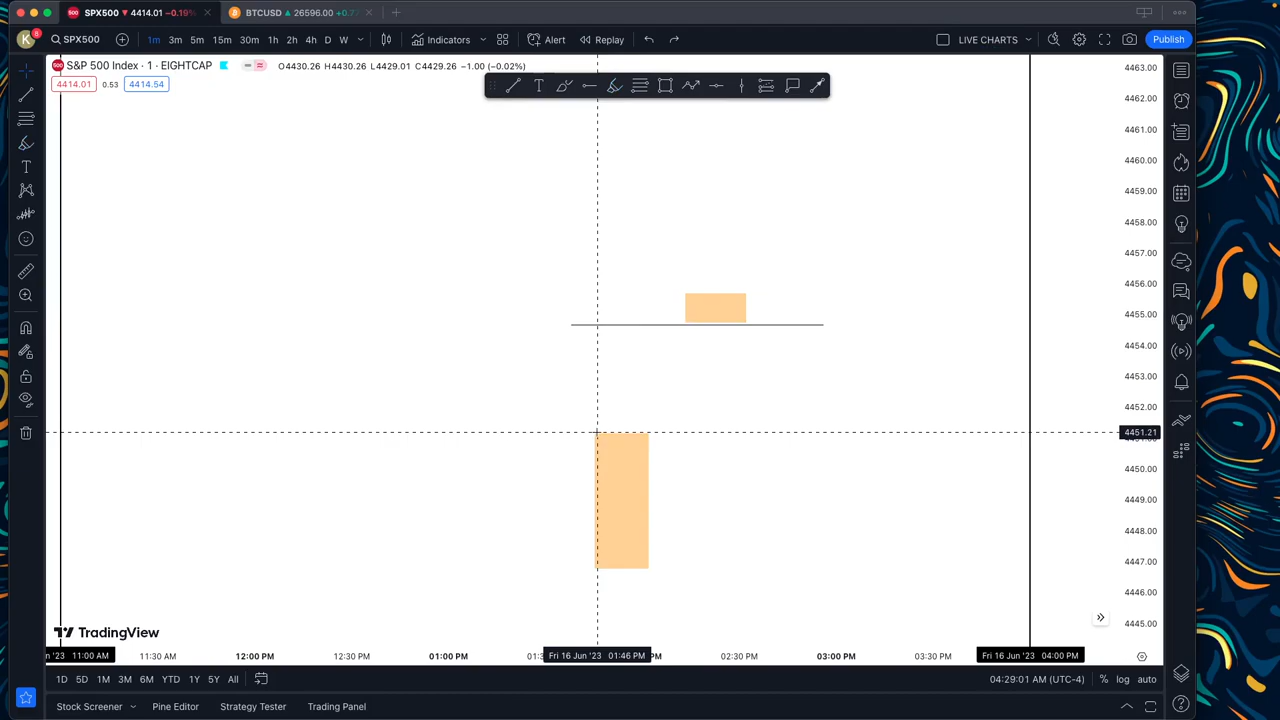 SPX500 ▼ 4414.01 −0.19%
BTCUSD ▲ 26596.00 +0.7
K
6
SPX500
1m 3m 5m 15m 30m 1h 2h 4h D W
Indicators
Alert
Replay
LIVE CHARTS
Publish
S&P 500 Index · 1 · EIGHTCAP
O4430.26 H4430.26 L4429.01 C4429.26 −1.00 (−0.02%)
4414.01
0.53
4414.54
4463.00
4462.00
4461.00
4460.00
4459.00
4458.00
4457.00
4456.00
4455.00
4454.00
4453.00
4452.00
4451.21
4450.00
4449.00
4448.00
4447.00
4446.00
4445.00
TradingView
n '23 11:00 AM
11:30 AM
12:00 PM
12:30 PM
01:00 PM
Fri 16 Jun '23 01:46 PM
02:30 PM
03:00 PM
03:30 PM
Fri 16 Jun '23 04:00 PM
1D 5D 1M 3M 6M YTD 1Y 5Y All
04:29:01 AM (UTC-4)
% log auto
Stock Screener
Pine Editor
Strategy Tester
Trading Panel